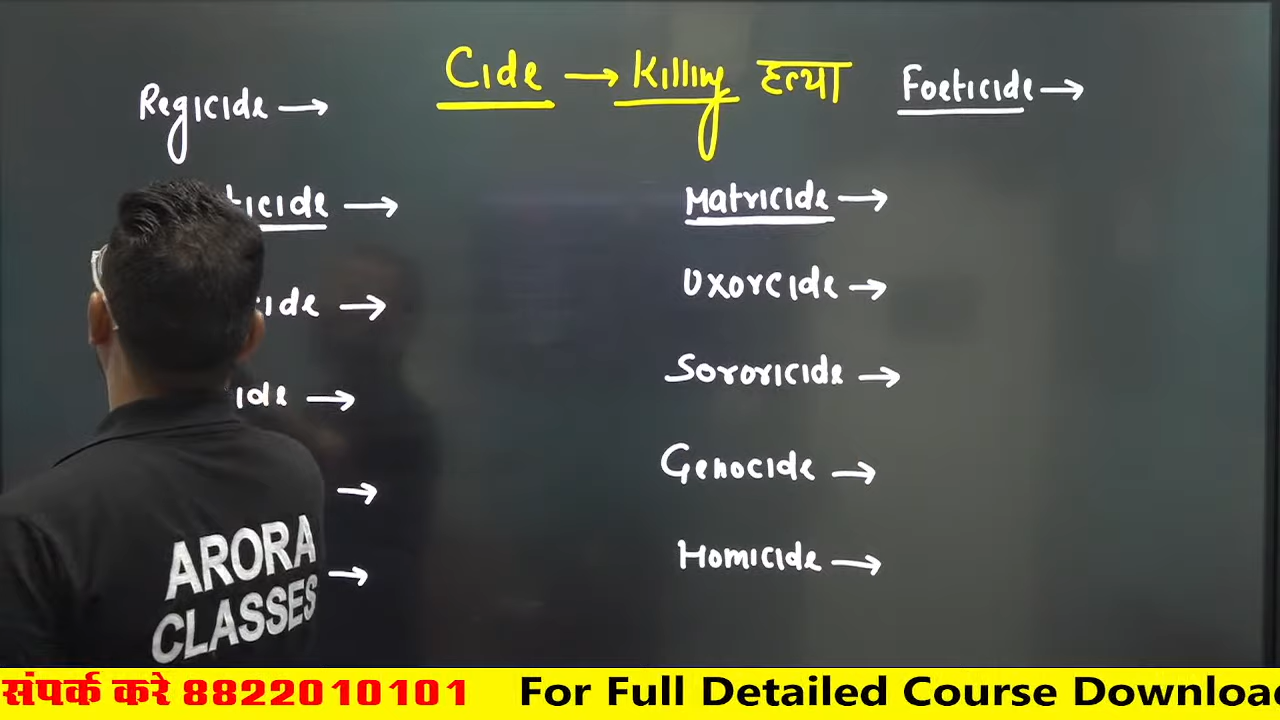 Cide → Killing हत्या
Regicide →
Foeticide →
Matricide →
Uxorcide →
Sororicide →
Genocide →
Homicide →
ARORA
CLASSES
संपर्क करे 8822010101 For Full Detailed Course